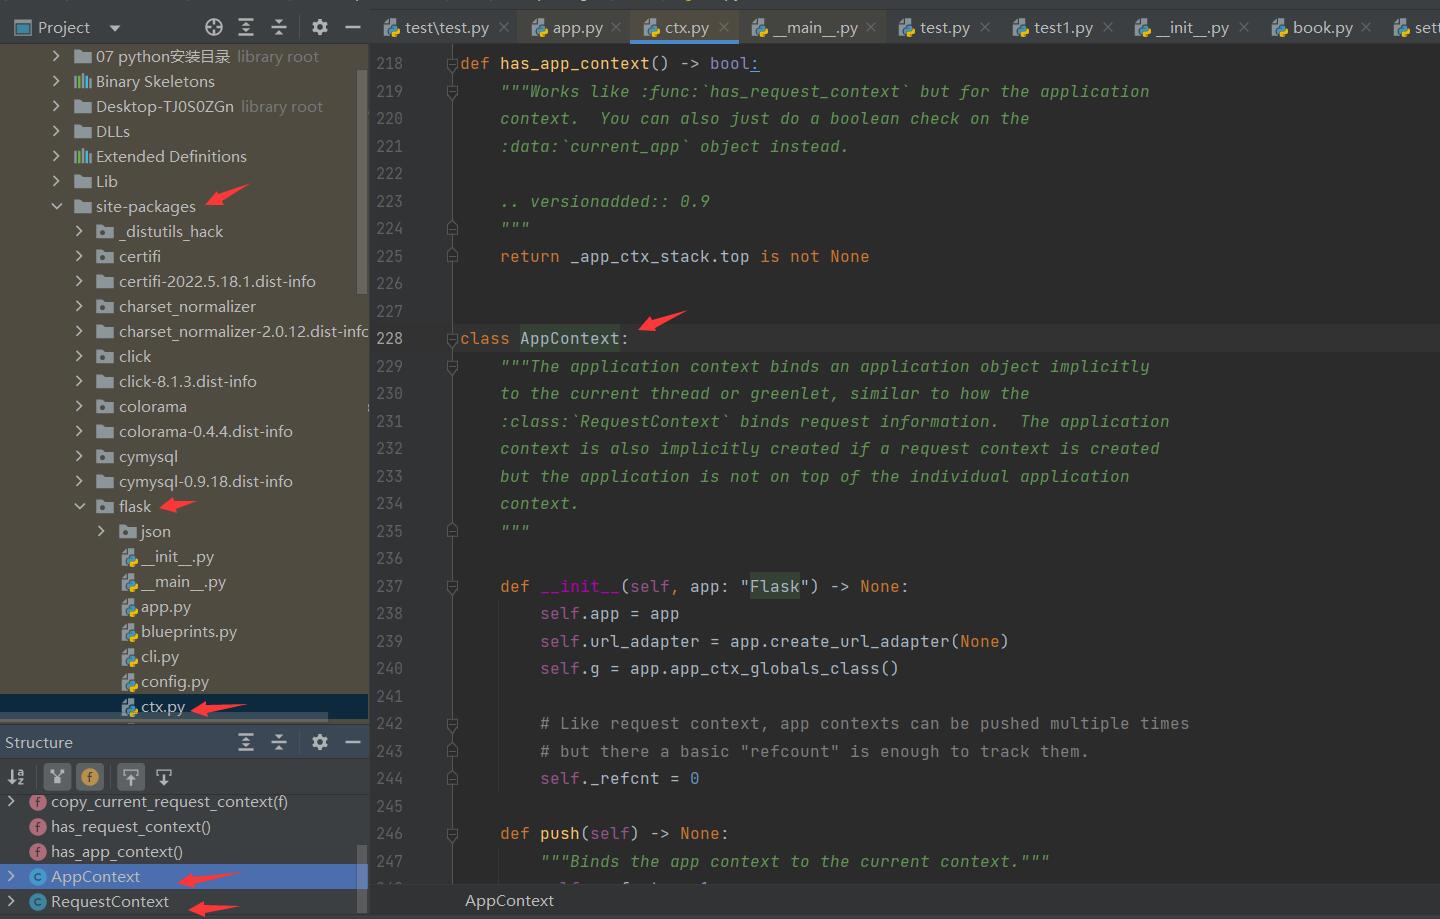 Project
test\test.py
app.py
ctx.py
__main__.py
test.py
test1.py
__init__.py
book.py
07 python安装目录 library root
Binary Skeletons
Desktop-TJ0S0ZGn library root
DLLs
Extended Definitions
Lib
site-packages
_distutils_hack
certifi
certifi-2022.5.18.1.dist-info
charset_normalizer
charset_normalizer-2.0.12.dist-info
click
click-8.1.3.dist-info
colorama
colorama-0.4.4.dist-info
cymysql
cymysql-0.9.18.dist-info
flask
json
__init__.py
__main__.py
app.py
blueprints.py
cli.py
config.py
ctx.py
Structure
copy_current_request_context(f)
has_request_context()
has_app_context()
AppContext
RequestContext
218 def has_app_context() -> bool:
219 """Works like :func:`has_request_context` but for the application
220 context.  You can also just do a boolean check on the
221 :data:`current_app` object instead.
222
223 .. versionadded:: 0.9
224 """
225 return _app_ctx_stack.top is not None
226
227
228 class AppContext:
229 """The application context binds an application object implicitly
230 to the current thread or greenlet, similar to how the
231 :class:`RequestContext` binds request information.  The application
232 context is also implicitly created if a request context is created
233 but the application is not on top of the individual application
234 context.
235 """
236
237 def __init__(self, app: "Flask") -> None:
238 self.app = app
239 self.url_adapter = app.create_url_adapter(None)
240 self.g = app.app_ctx_globals_class()
241
242 # Like request context, app contexts can be pushed multiple times
243 # but there a basic "refcount" is enough to track them.
244 self._refcnt = 0
245
246 def push(self) -> None:
247 """Binds the app context to the current context."""
AppContext